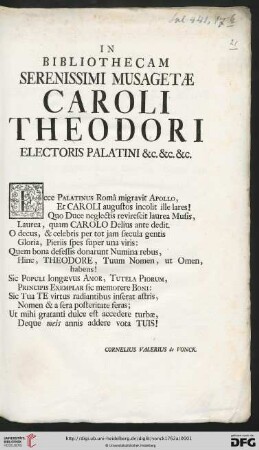 IN
BIBLIOTHECAM
SERENISSIMI MUSAGETÆ
CAROLI
THEODORI
ELECTORIS PALATINI &c. &c. &c.
Ecce PALATINUS Româ migravit APOLLO,
Et CAROLI augustos incolit ille lares!
Quo Duce neglectis revirescit laurea Musis,
Laurea, quam CAROLO Delius ante dedit.
O decus, & celebris per tot jam secula gentis
Gloria, Pieriis spes super una viris:
Quem bona defessis donarunt Numina rebus,
Hinc, THEODORE, Tuum Nomen, ut Omen,
habens!
Sic POPULI longævus AMOR, TUTELA PIORUM,
PRINCIPIS EXEMPLAR sic memorere BONI:
Sic Tua TE virtus radiantibus inserat astris,
Nomen & a sera posteritate feras;
Ut mihi gratanti dulce est accedere turbæ,
Deque meis annis addere vota TUIS!
CORNELIUS VALERIUS de VONCK.
DFG